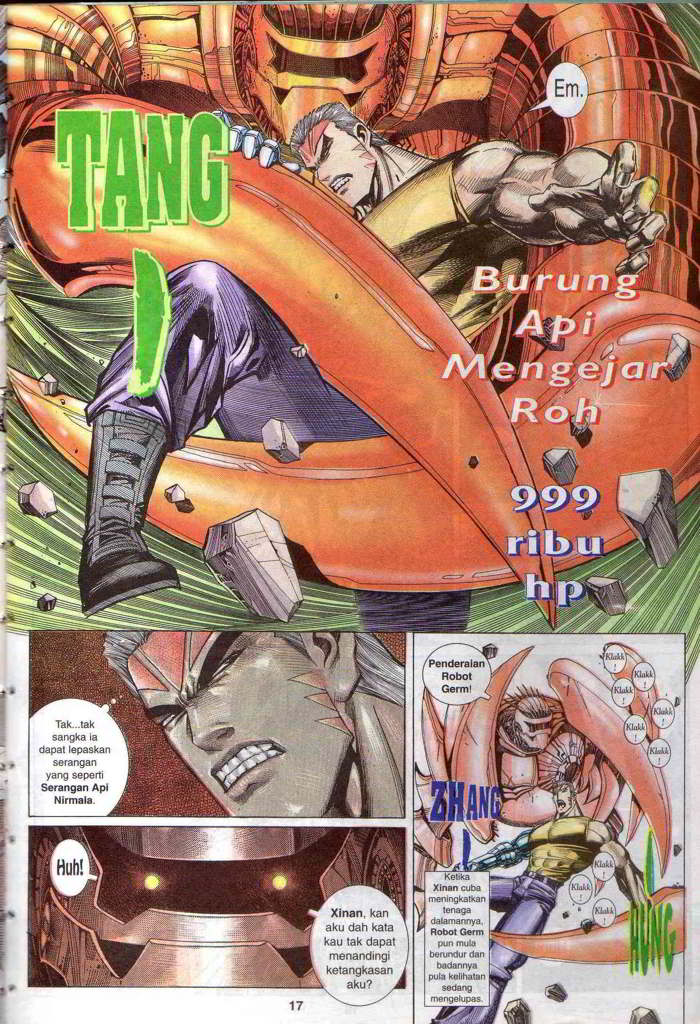 Em.
TANG
!
Burung
Api
Mengejar
Roh
999
ribu
hp
Tak...tak
sangka ia
dapat lepaskan
serangan
yang seperti
Serangan Api
Nirmala.
Huh!
Xinan, kan
aku dah kata
kau tak dapat
menandingi
ketangkasan
aku?
Penderaian
Robot
Germ!
Klakk
!
Klakk
!
Klakk
!
Klakk
!
Klakk
!
Klakk
!
ZHANG
!
Ketika
Xinan cuba
meningkatkan
tenaga
dalamannya,
Robot Germ
pun mula
berundur dan
badannya
pula kelihatan
sedang
mengelupas.
Klakk
!
Klakk
!
Klakk
!
!
HUNG
17